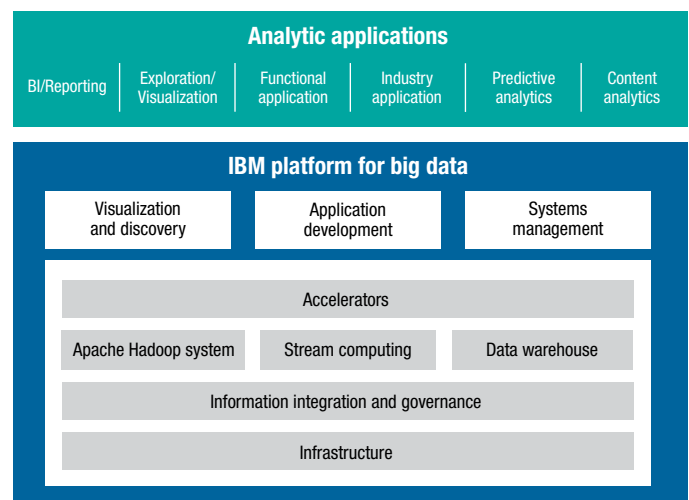 Analytic applications
BI/Reporting
Exploration/
Visualization
Functional
application
Industry
application
Predictive
analytics
Content
analytics
IBM platform for big data
Visualization
and discovery
Application
development
Systems
management
Accelerators
Apache Hadoop system
Stream computing
Data warehouse
Information integration and governance
Infrastructure